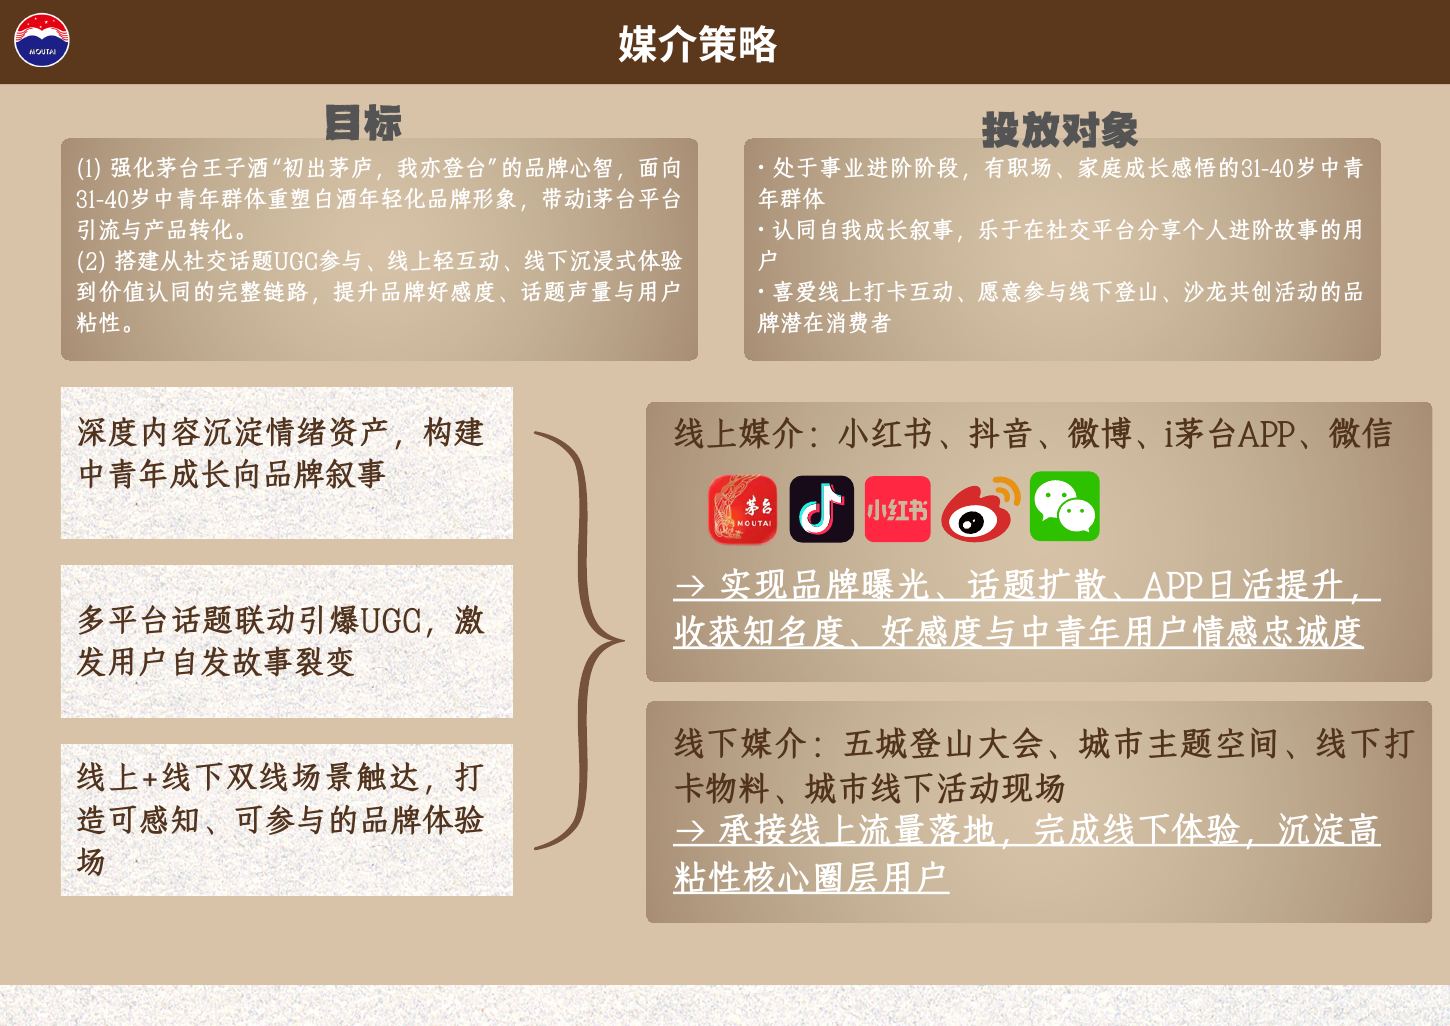 MOUTAI
媒介策略
目标
(1) 强化茅台王子酒“初出茅庐，我亦登台”的品牌心智，面向
31-40岁中青年群体重塑白酒年轻化品牌形象，带动i茅台平台
引流与产品转化。
(2) 搭建从社交话题UGC参与、线上轻互动、线下沉浸式体验
到价值认同的完整链路，提升品牌好感度、话题声量与用户
粘性。
投放对象
· 处于事业进阶阶段，有职场、家庭成长感悟的31-40岁中青
年群体
· 认同自我成长叙事，乐于在社交平台分享个人进阶故事的用
户
· 喜爱线上打卡互动、愿意参与线下登山、沙龙共创活动的品
牌潜在消费者
深度内容沉淀情绪资产，构建
中青年成长向品牌叙事
多平台话题联动引爆UGC，激
发用户自发故事裂变
线上+线下双线场景触达，打
造可感知、可参与的品牌体验
场
线上媒介：小红书、抖音、微博、i茅台APP、微信
茅台
MOUTAI
小红书
→ 实现品牌曝光、话题扩散、APP日活提升，
收获知名度、好感度与中青年用户情感忠诚度
线下媒介：五城登山大会、城市主题空间、线下打
卡物料、城市线下活动现场
→ 承接线上流量落地，完成线下体验，沉淀高
粘性核心圈层用户